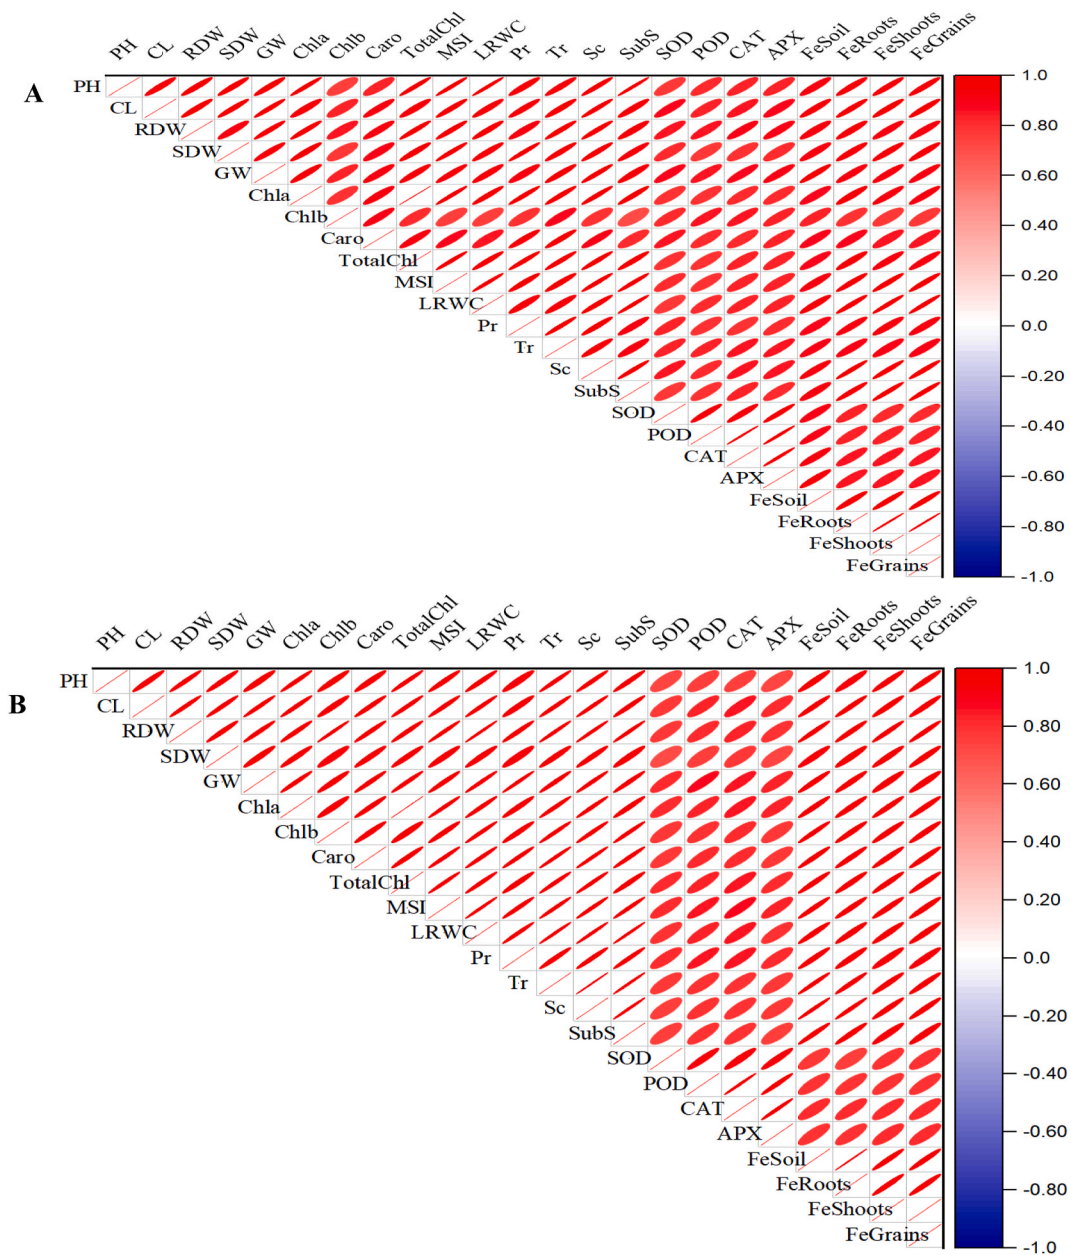 PH CL RDW SDW GW Chla Chlb Caro TotalChl MSI LRWC Pr Tr Sc SubS SOD POD CAT APX FeSoil FeRoots FeShoots FeGrains
A
PH
CL
RDW
SDW
GW
Chla
Chlb
Caro
TotalChl
MSI
LRWC
Pr
Tr
Sc
SubS
SOD
POD
CAT
APX
FeSoil
FeRoots
FeShoots
FeGrains
1.0
0.80
0.60
0.40
0.20
0.0
-0.20
-0.40
-0.60
-0.80
-1.0
PH CL RDW SDW GW Chla Chlb Caro TotalChl MSI LRWC Pr Tr Sc SubS SOD POD CAT APX FeSoil FeRoots FeShoots FeGrains
B
PH
CL
RDW
SDW
GW
Chla
Chlb
Caro
TotalChl
MSI
LRWC
Pr
Tr
Sc
SubS
SOD
POD
CAT
APX
FeSoil
FeRoots
FeShoots
FeGrains
1.0
0.80
0.60
0.40
0.20
0.0
-0.20
-0.40
-0.60
-0.80
-1.0